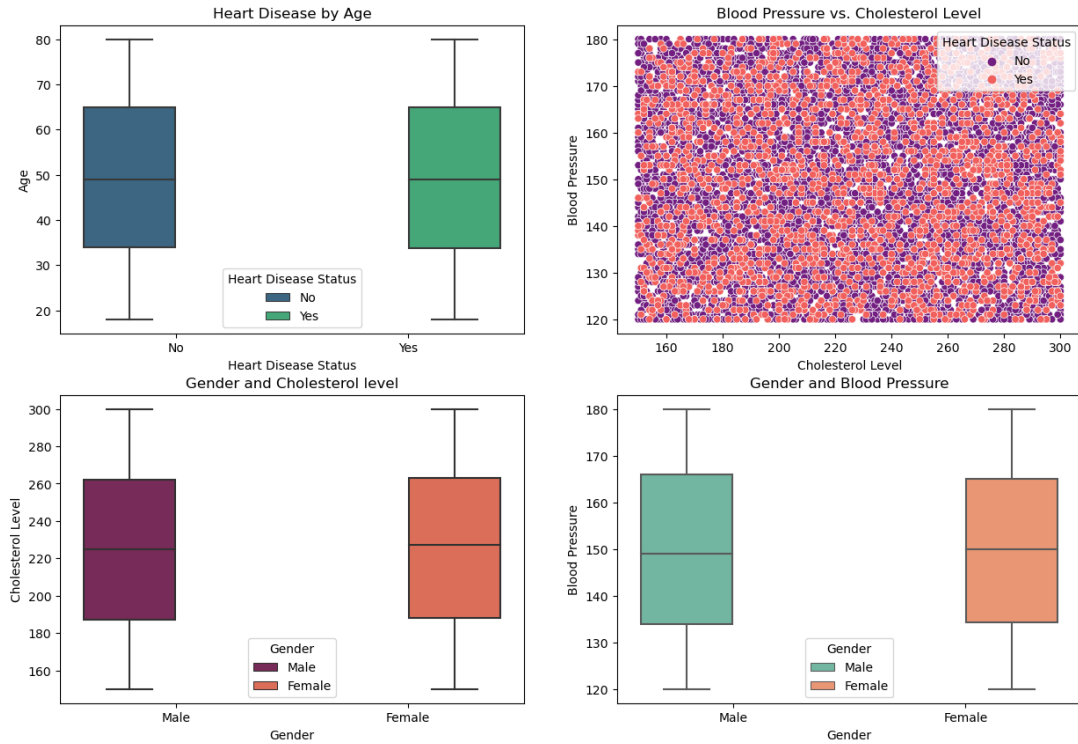 Heart Disease by Age
80
70
60
50
40
30
20
Age
Heart Disease Status
No
Yes
No
Yes
Heart Disease Status
Blood Pressure vs. Cholesterol Level
180
170
160
150
140
130
120
Blood Pressure
Heart Disease Status
No
Yes
160
180
200
220
240
260
280
300
Cholesterol Level
Gender and Cholesterol level
300
280
260
240
220
200
180
160
Cholesterol Level
Gender
Male
Female
Male
Female
Gender
Gender and Blood Pressure
180
170
160
150
140
130
120
Blood Pressure
Gender
Male
Female
Male
Female
Gender